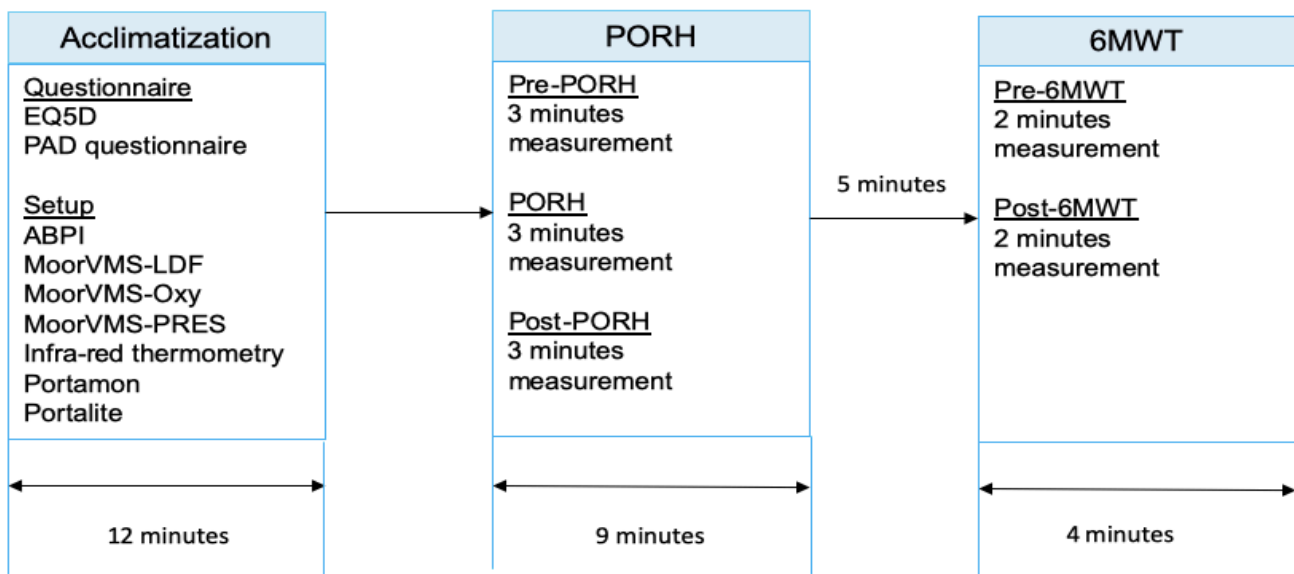 Acclimatization
Questionnaire
EQ5D
PAD questionnaire
Setup
ABPI
MoorVMS-LDF
MoorVMS-Oxy
MoorVMS-PRES
Infra-red thermometry
Portamon
Portalite
12 minutes
PORH
Pre-PORH
3 minutes
measurement
PORH
3 minutes
measurement
Post-PORH
3 minutes
measurement
9 minutes
5 minutes
6MWT
Pre-6MWT
2 minutes
measurement
Post-6MWT
2 minutes
measurement
4 minutes